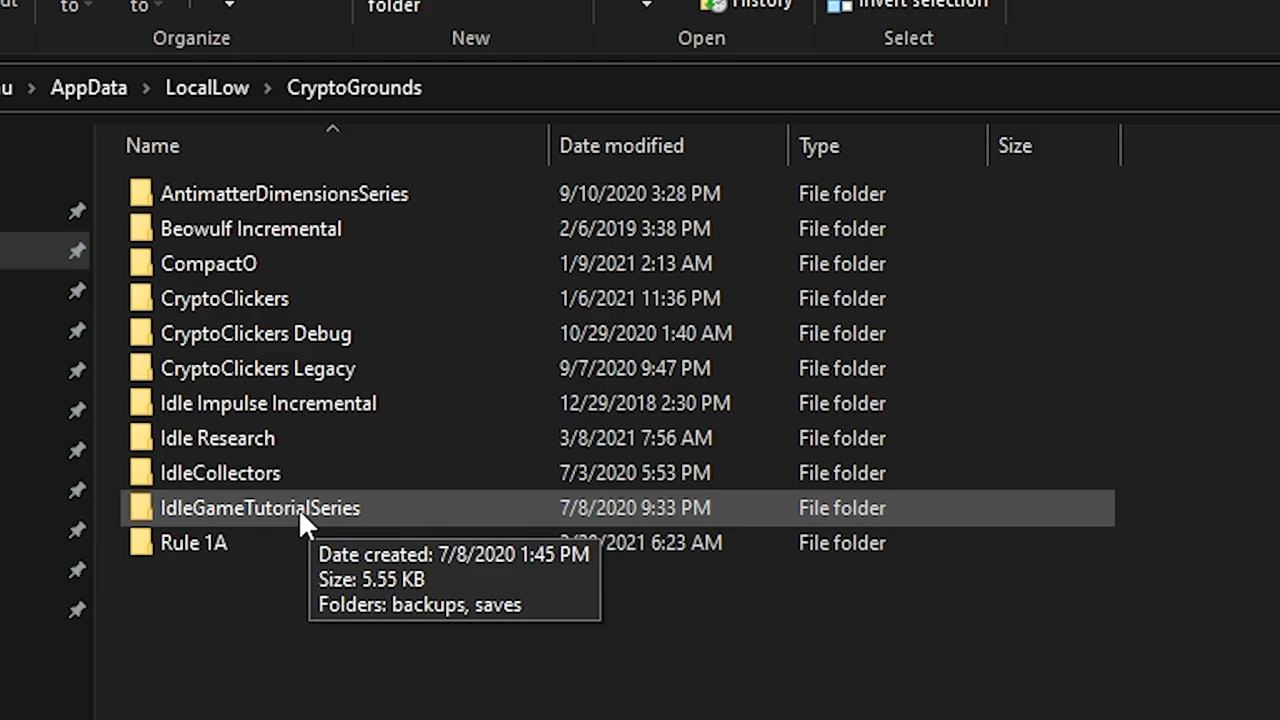 to
to
folder
History
Invert selection
Organize
New
Open
Select
AppData
LocalLow
CryptoGrounds
Name
Date modified
Type
Size
AntimatterDimensionsSeries 9/10/2020 3:28 PM File folder
Beowulf Incremental 2/6/2019 3:38 PM File folder
CompactO 1/9/2021 2:13 AM File folder
CryptoClickers 1/6/2021 11:36 PM File folder
CryptoClickers Debug 10/29/2020 1:40 AM File folder
CryptoClickers Legacy 9/7/2020 9:47 PM File folder
Idle Impulse Incremental 12/29/2018 2:30 PM File folder
Idle Research 3/8/2021 7:56 AM File folder
IdleCollectors 7/3/2020 5:53 PM File folder
IdleGameTutorialSeries 7/8/2020 9:33 PM File folder
Rule 1A 2021 6:23 AM File folder
Date created: 7/8/2020 1:45 PM
Size: 5.55 KB
Folders: backups, saves